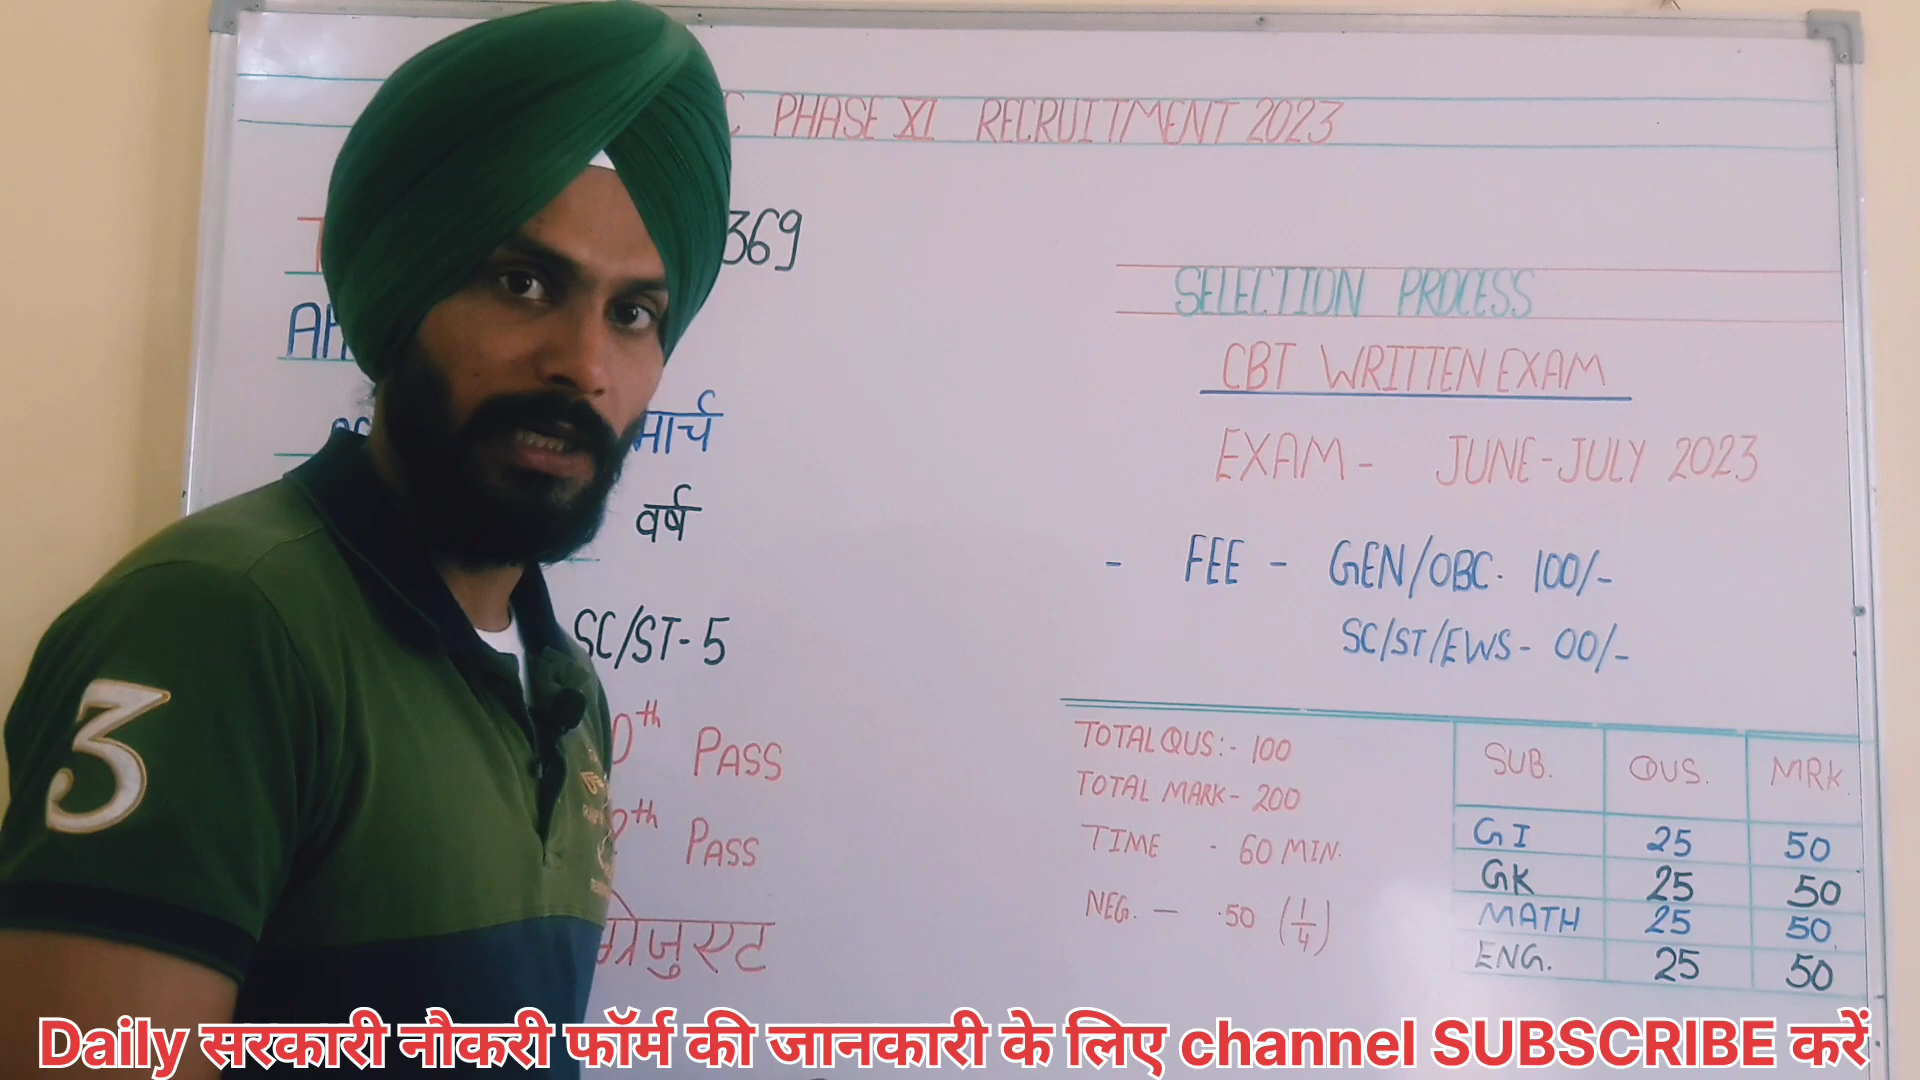 PHASE XI RECRUITMENT 2023
369
मार्च
वर्ष
SC/ST- 5
PASS
PASS
SELECTION PROCESS
CBT WRITTEN EXAM
EXAM - JUNE-JULY 2023
- FEE - GEN/OBC. 100/-
SC/ST/EWS - 00/-
TOTAL QUS:- 100
TOTAL MARK- 200
TIME - 60 MIN.
NEG. - .50 (1/4)
SUB. QUS. MRK.
GI 25 50
GK 25 50
MATH 25 50
ENG. 25 50
3
Daily सरकारी नौकरी फॉर्म की जानकारी के लिए channel SUBSCRIBE करें